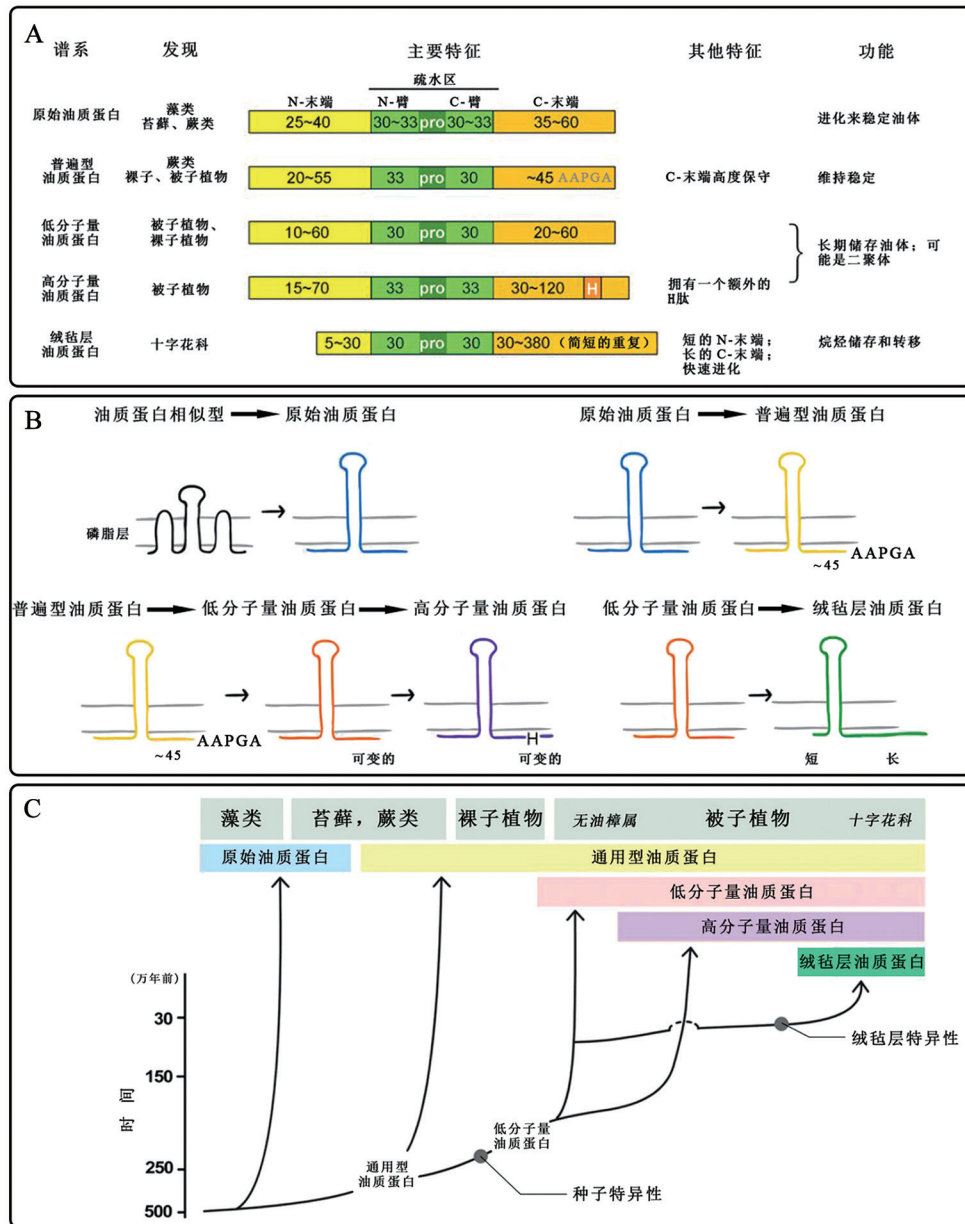 A
谱系 发现 主要特征 其他特征 功能
疏水区
N-末端 N-臂 C-臂 C-末端
原始油质蛋白
藻类
苔藓、蕨类
25~40 30~33 pro 30~33 35~60
进化来稳定油体
普遍型
油质蛋白
蕨类
裸子、被子植物
20~55 33 pro 30 ~45 AAPGA
C-末端高度保守
维持稳定
低分子量
油质蛋白
被子植物、
裸子植物
10~60 30 pro 30 20~60
长期储存油体；可
能是二聚体
高分子量
油质蛋白
被子植物
15~70 33 pro 33 30~120 H
拥有一个额外的
H肽
绒毡层
油质蛋白
十字花科
5~30 30 pro 30 30~380 (简短的重复)
短的N-末端；
长的C-末端；
快速进化
烷烃储存和转移
B
油质蛋白相似型 原始油质蛋白
原始油质蛋白 普遍型油质蛋白
磷脂层
AAPGA
~45
普遍型油质蛋白 低分子量油质蛋白 高分子量油质蛋白
低分子量油质蛋白 绒毡层油质蛋白
AAPGA
~45
可变的
H
可变的
短 长
C
藻类 苔藓，蕨类 裸子植物 无油樟属 被子植物 十字花科
原始油质蛋白 通用型油质蛋白
低分子量油质蛋白
高分子量油质蛋白
绒毡层油质蛋白
(万年前)
30
150
250
500
时间
绒毡层特异性
低分子量
油质蛋白
通用型
油质蛋白
种子特异性